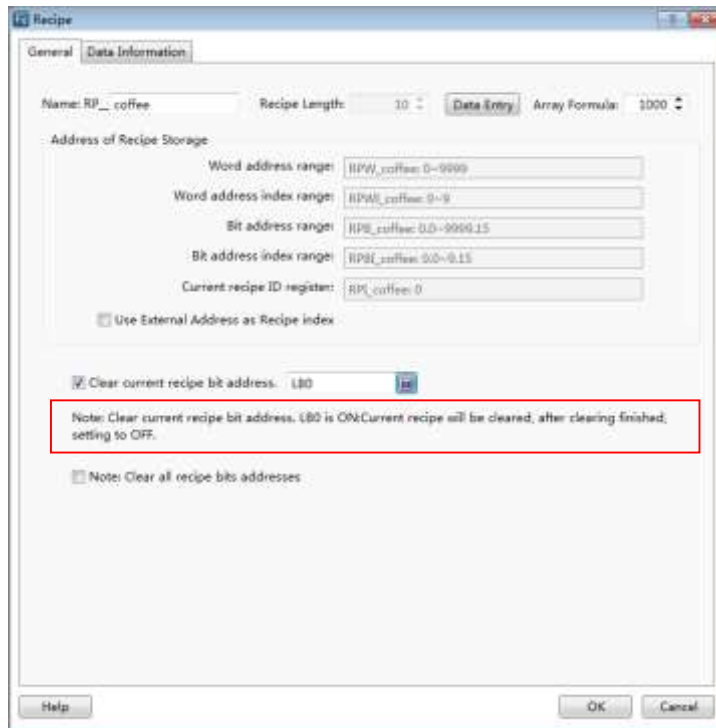 Recipe
General Data Information
Name: RP_ coffee Recipe Length: 10 Data Entry Array Formula: 1000
Address of Recipe Storage
Word address range: RPW_coffee: 0~9999
Word address index range: RPWI_coffee: 0~9
Bit address range: RPB_coffee: 0.0~9999.15
Bit address index range: RPBI_coffee: 0.0~9.15
Current recipe ID register: RPI_coffee: 0
Use External Address as Recipe index
Clear current recipe bit address. LB0
Note: Clear current recipe bit address. LB0 is ON:Current recipe will be cleared, after clearing finished,
setting to OFF.
Note: Clear all recipe bits addresses
Help OK Cancel